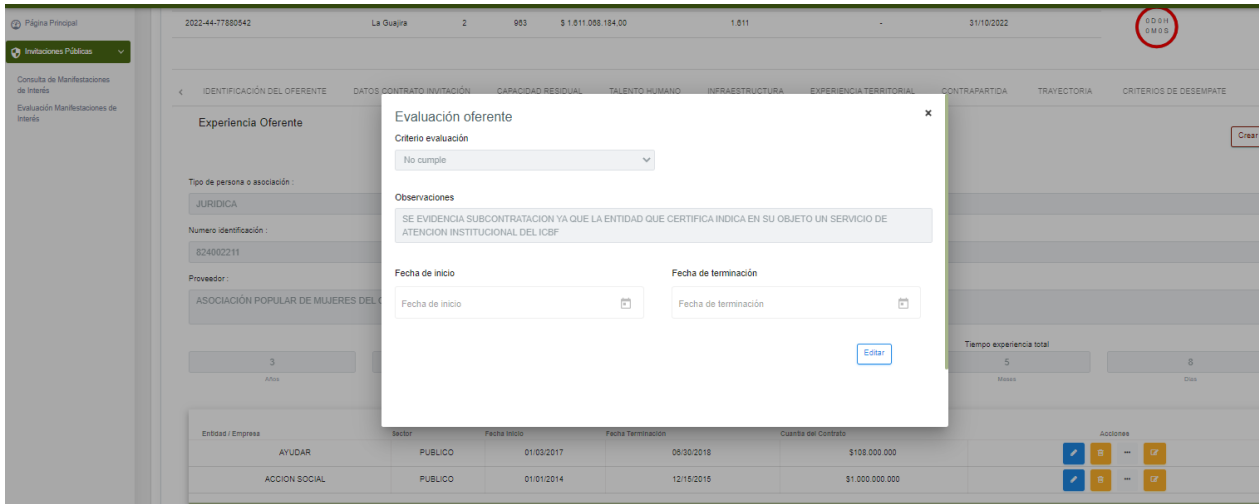 Página Principal
2022-44-77880642 La Guajira 2 963 $ 1.611.068.184,00 1.611 - 31/10/2022
0 D 0 H
0 M 0 S
Invitaciones Públicas
Consulta de Manifestaciones
de Interés
Evaluación Manifestaciones de
Interés
IDENTIFICACIÓN DEL OFERENTE DATOS CONTRATO INVITACIÓN CAPACIDAD RESIDUAL TALENTO HUMANO INFRAESTRUCTURA EXPERIENCIA TERRITORIAL CONTRAPARTIDA TRAYECTORIA CRITERIOS DE DESEMPATE
Experiencia Oferente
Crear
Tipo de persona o asociación :
JURIDICA
Numero identificación :
824002211
Proveedor :
ASOCIACIÓN POPULAR DE MUJERES DEL
Evaluación oferente
Criterio evaluación
No cumple
Observaciones
SE EVIDENCIA SUBCONTRATACION YA QUE LA ENTIDAD QUE CERTIFICA INDICA EN SU OBJETO UN SERVICIO DE
ATENCION INSTITUCIONAL DEL ICBF
Fecha de inicio Fecha de terminación
Fecha de inicio Fecha de terminación
Editar
Tiempo experiencia total
3 5 8
Años Meses Dias
Entidad / Empresa Sector Fecha Inicio Fecha Terminación Cuantia del Contrato Acciones
AYUDAR PUBLICO 01/03/2017 06/30/2018 $108.000.000
ACCION SOCIAL PUBLICO 01/01/2014 12/15/2015 $1.000.000.000